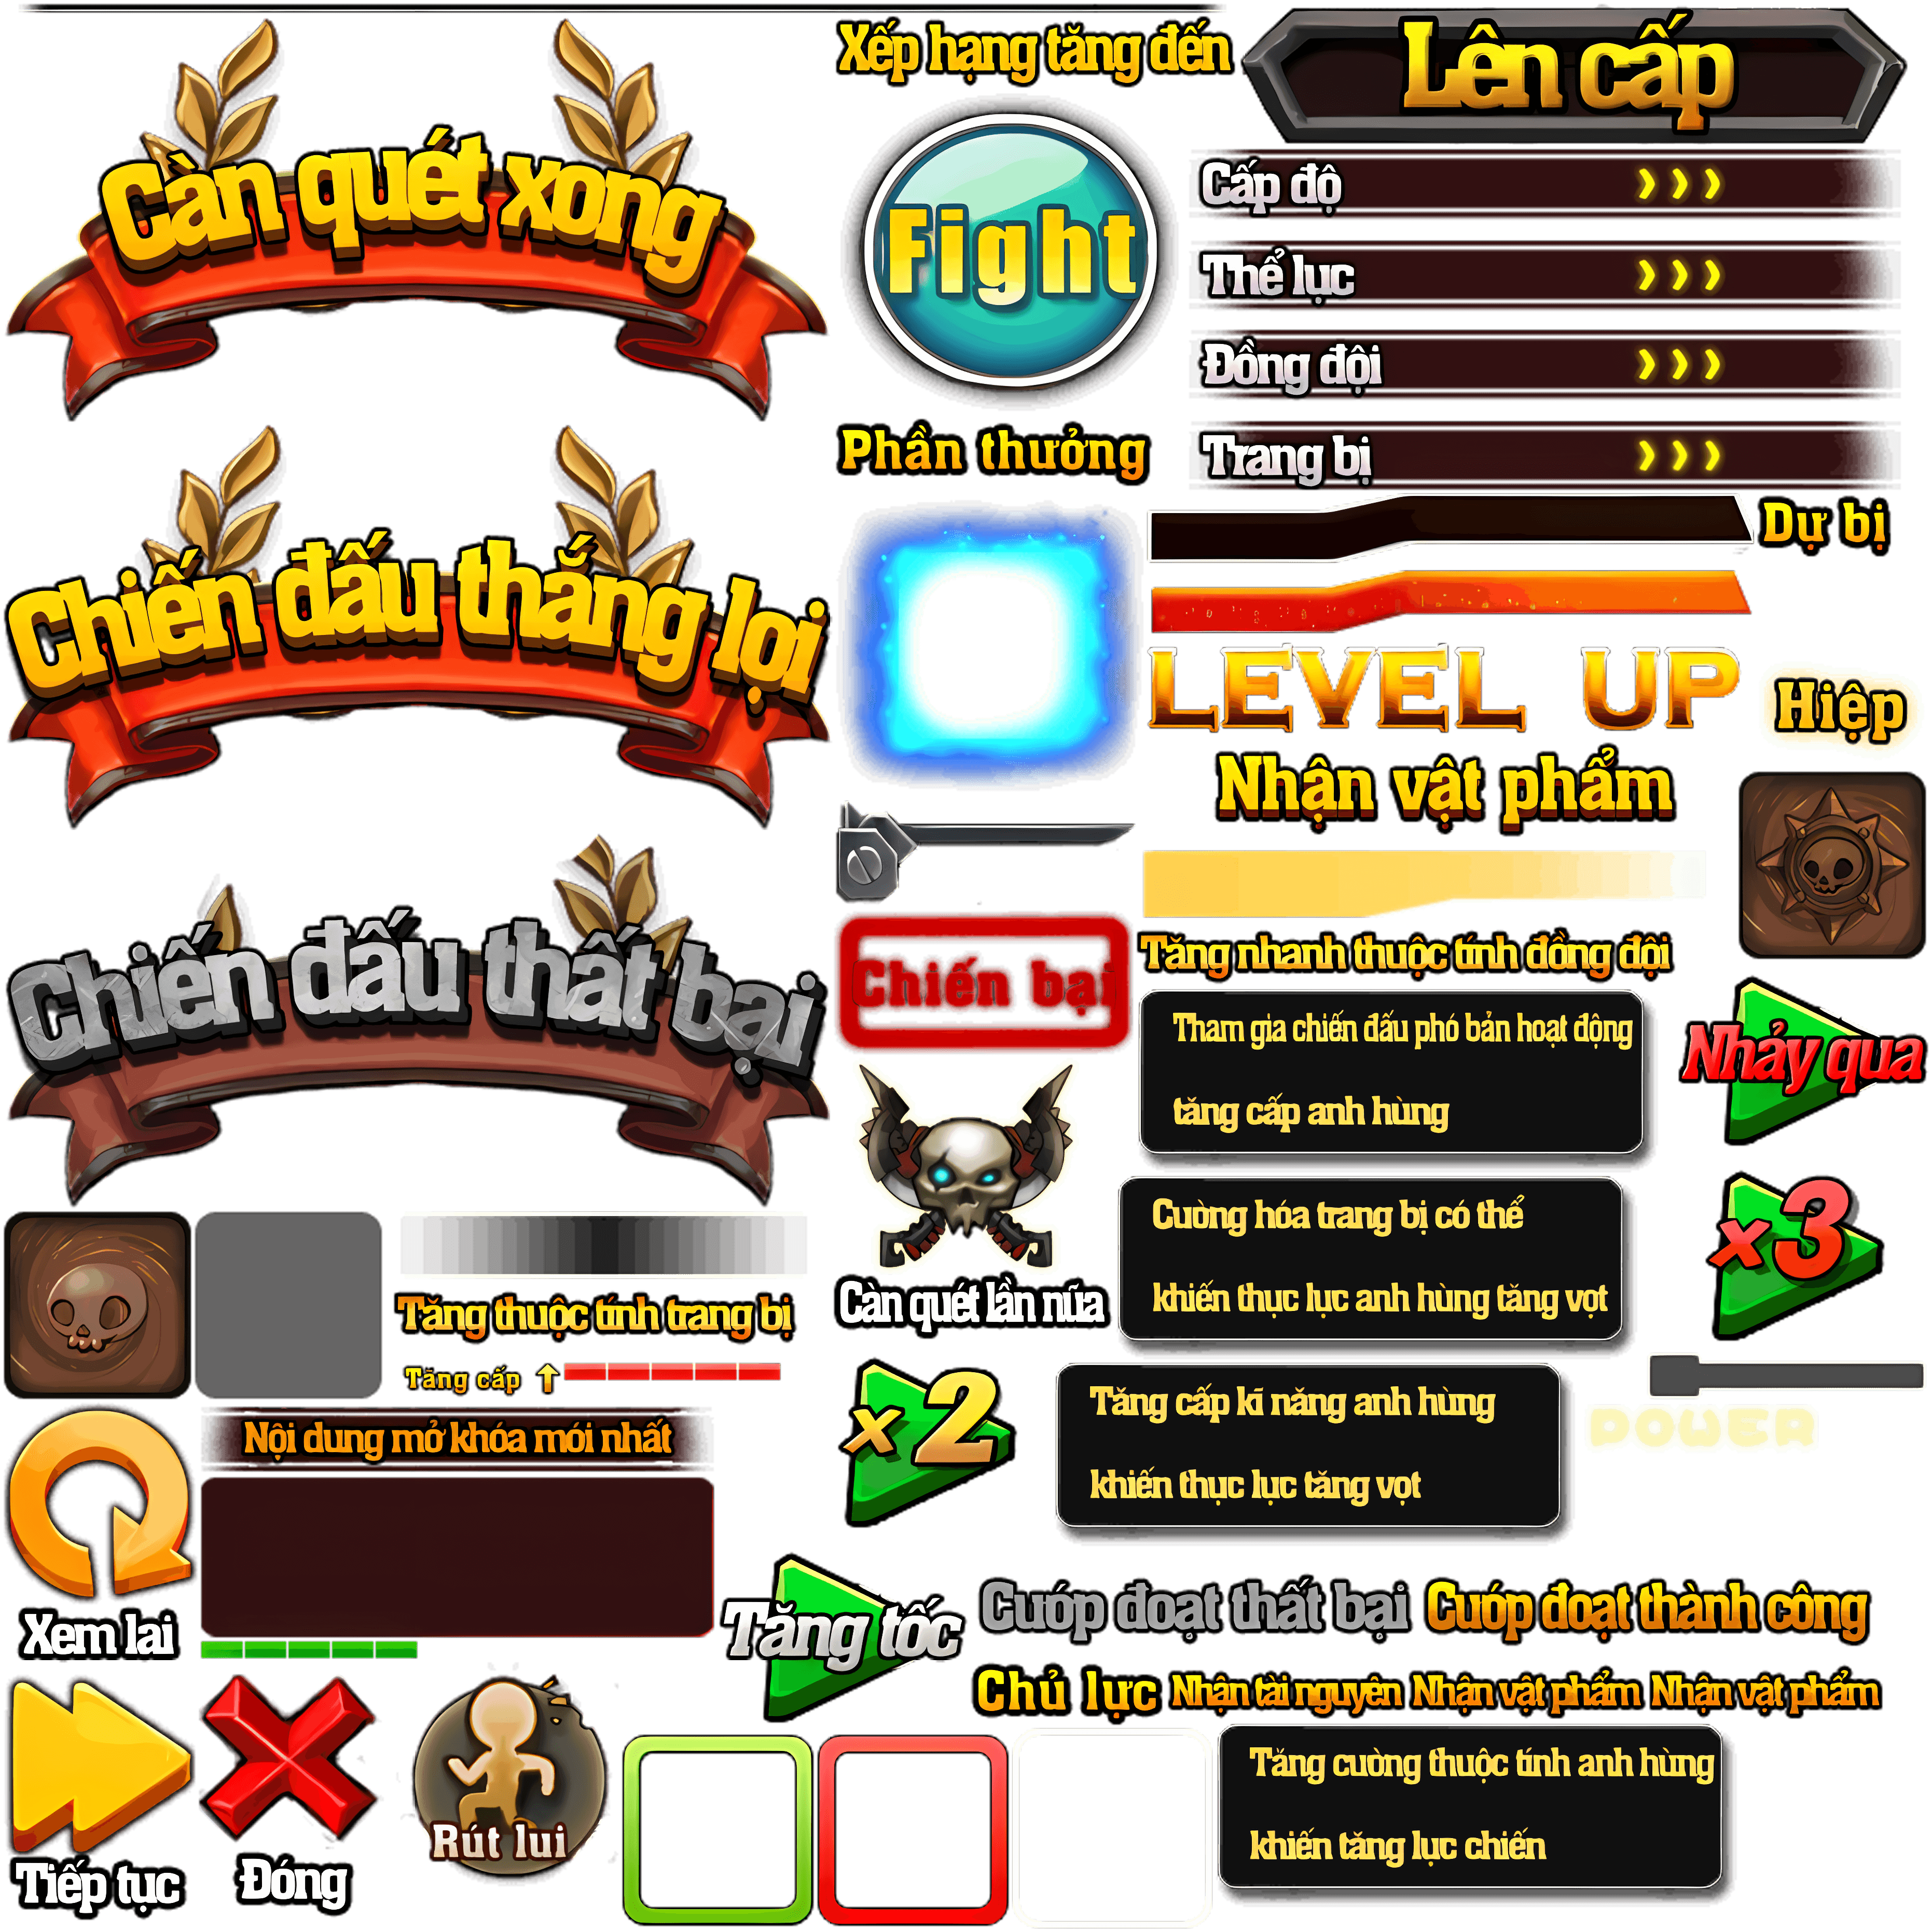 Xếp hạng tăng đến
Lên cấp
Càn quét xong
Fight
Cấp độ
Thể lực
Đồng đội
Trang bị
Phần thưởng
Dự bị
Chiến đấu thắng lợi
LEVEL UP
Hiệp
Nhận vật phẩm
Chiến đấu thất bại
Chiến bại
Tăng nhanh thuộc tính đồng đội
Tham gia chiến đấu phó bản hoạt động
tăng cấp anh hùng
Nhảy qua
Cường hóa trang bị có thể
khiến thực lực anh hùng tăng vọt
x3
Càn quét lần nữa
Tăng thuộc tính trang bị
Tăng cấp
x2
Tăng cấp kĩ năng anh hùng
khiến thực lực tăng vọt
POWER
Nội dung mở khóa mới nhất
Xem lai
Tăng tốc
Cướp đoạt thất bại
Cướp đoạt thành công
Chủ lực
Nhận tài nguyên
Nhận vật phẩm
Nhận vật phẩm
Tiếp tục
Đóng
Rút lui
Tăng cường thuộc tính anh hùng
khiến tăng lực chiến